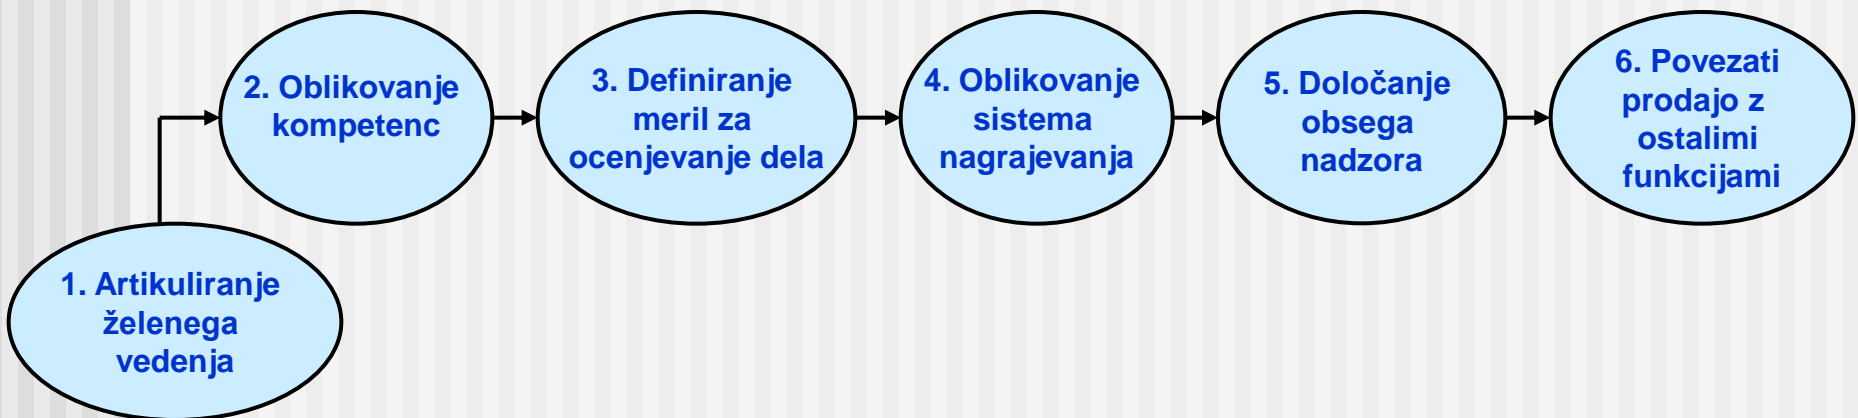 1. Artikuliranje
želenega
vedenja
2. Oblikovanje
kompetenc
3. Definiranje
meril za
ocenjevanje dela
4. Oblikovanje
sistema
nagrajevanja
5. Določanje
obsega
nadzora
6. Povezati
prodajo z
ostalimi
funkcijami